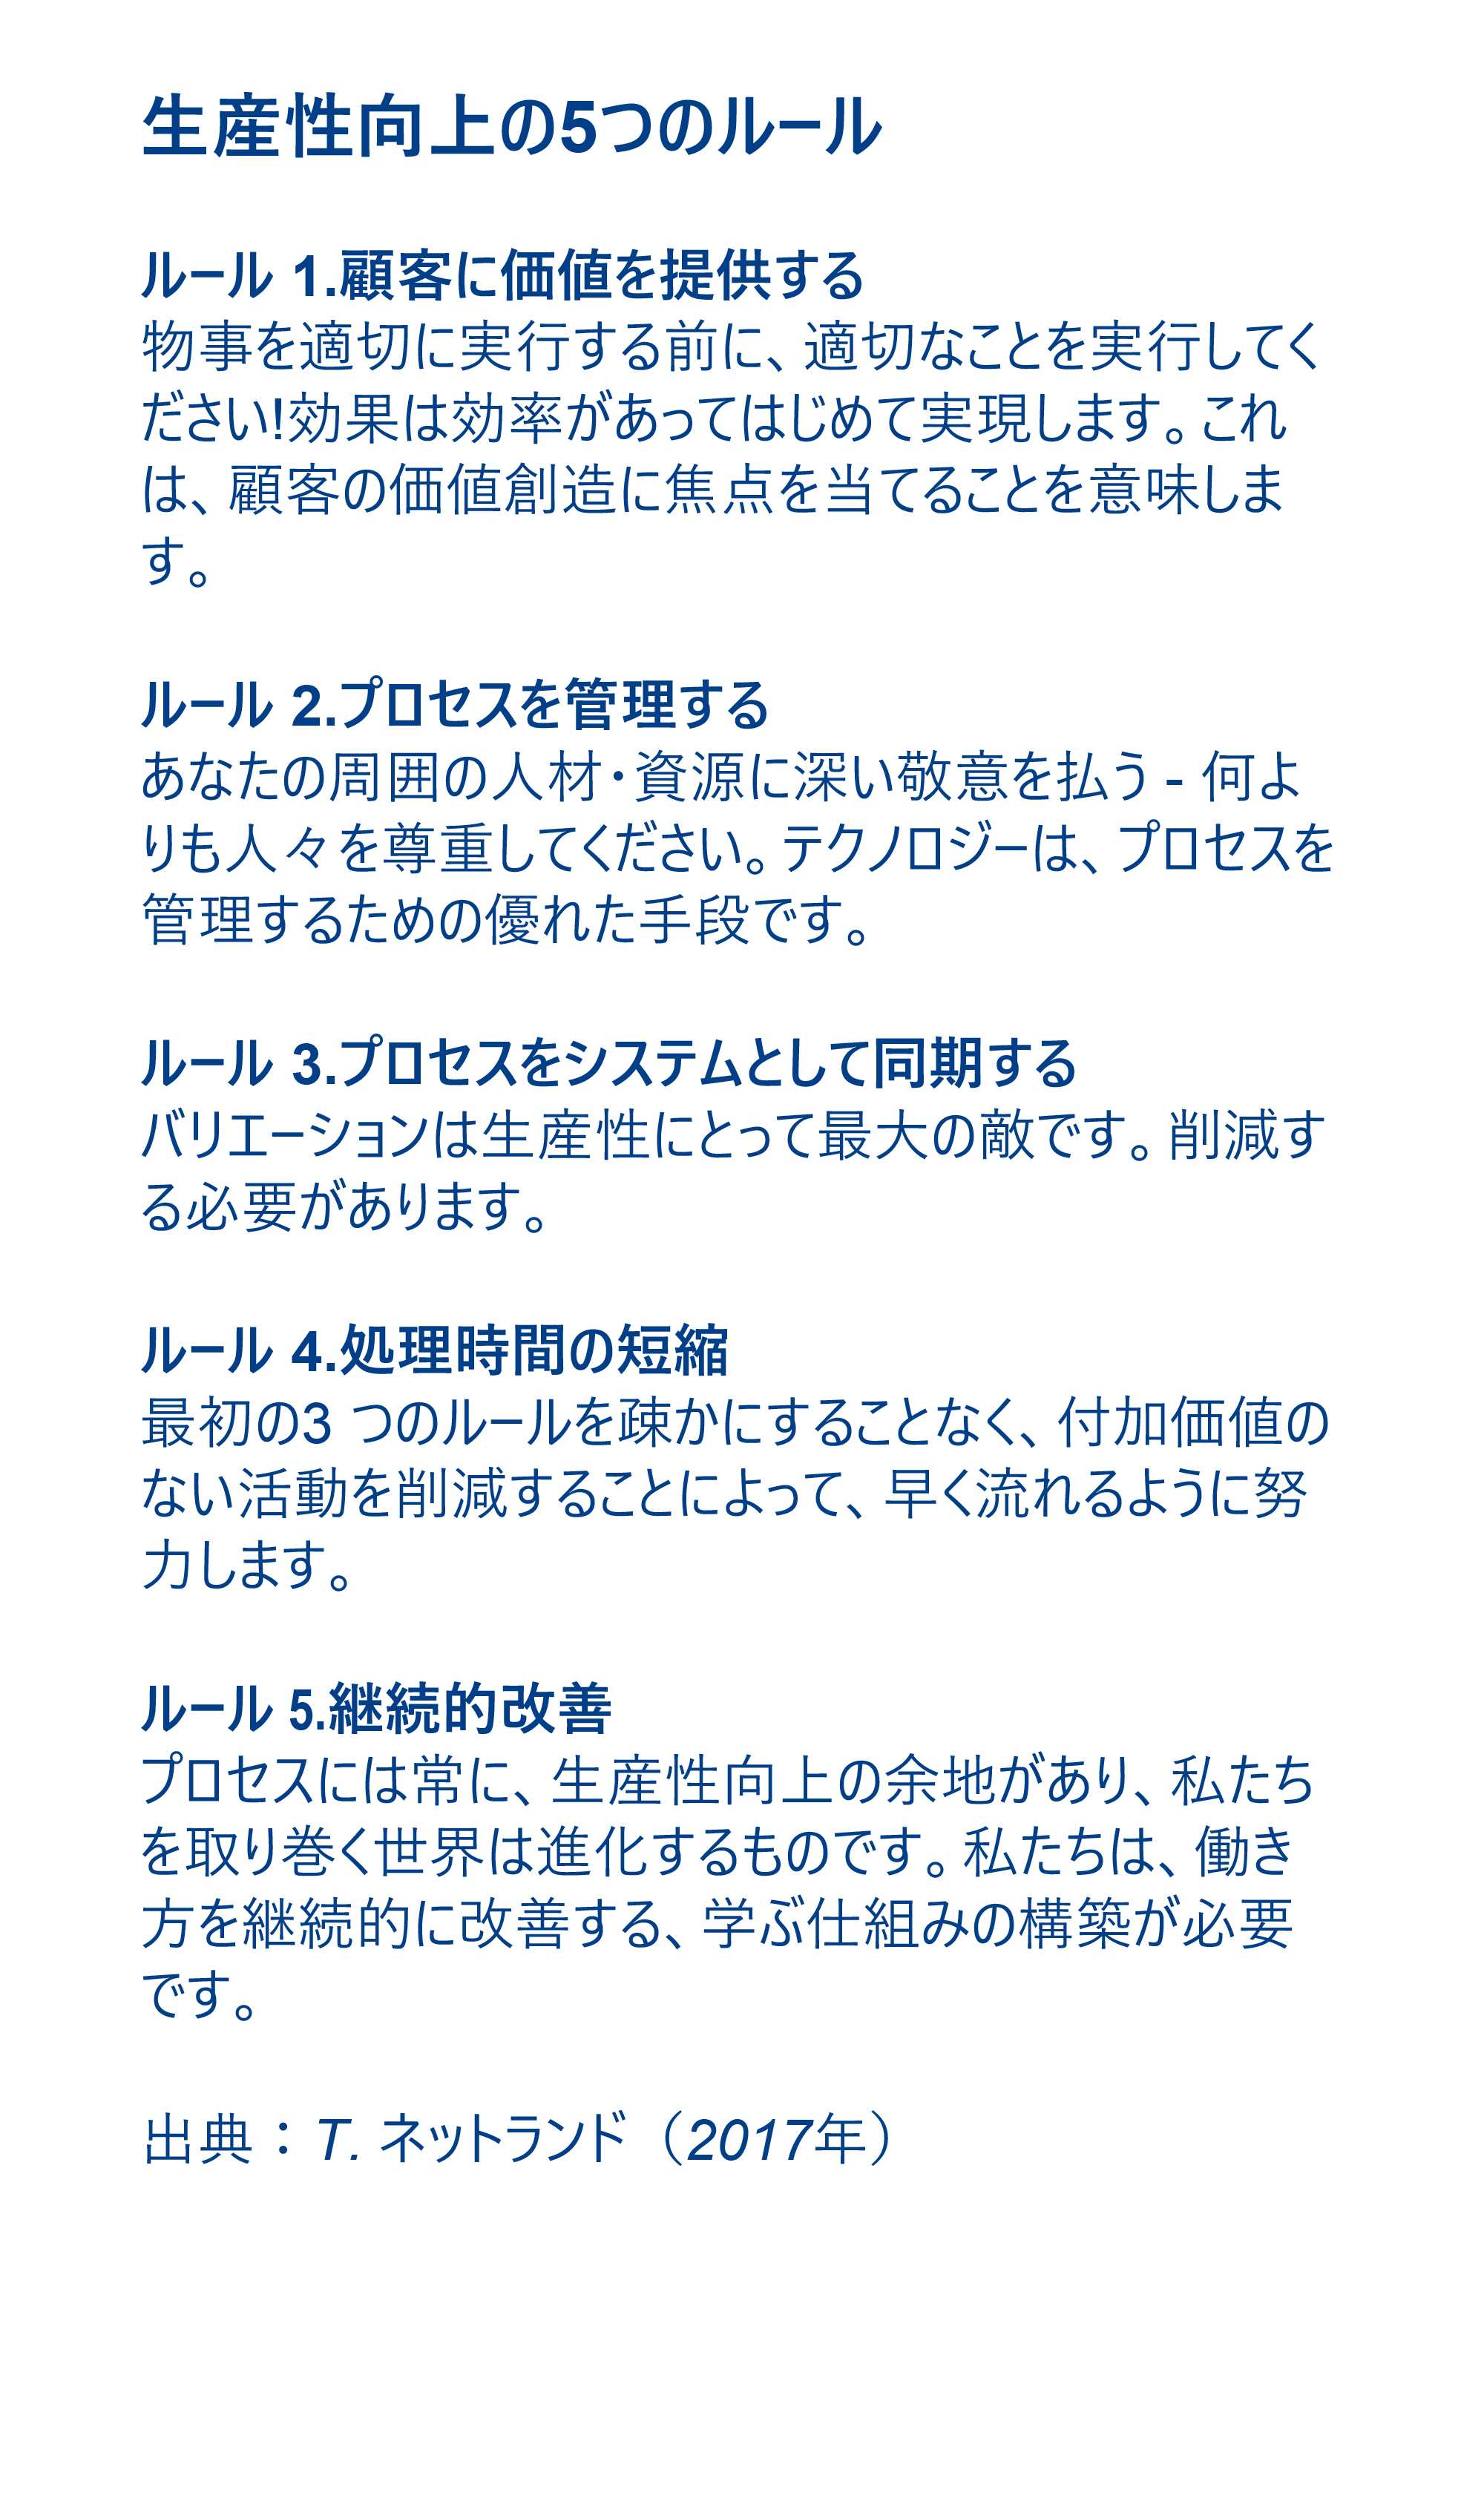 生産性向上の5つのルール
ルール 1.顧客に価値を提供する
物事を適切に実行する前に、適切なことを実行してく
ださい!効果は効率があってはじめて実現します。これ
は、顧客の価値創造に焦点を当てることを意味しま
す。
ルール 2.プロセスを管理する
あなたの周囲の人材･資源に深い敬意を払う - 何よ
りも人々を尊重してください。テクノロジーは、プロセスを
管理するための優れた手段です。
ルール 3.プロセスをシステムとして同期する
バリエーションは生産性にとって最大の敵です。削減す
る必要があります。
ルール 4.処理時間の短縮
最初の3 つのルールを疎かにすることなく、付加価値の
ない活動を削減することによって、早く流れるように努
力します。
ルール 5.継続的改善
プロセスには常に、生産性向上の余地があり、私たち
を取り巻く世界は進化するものです。私たちは、働き
方を継続的に改善する、学ぶ仕組みの構築が必要
です。
出典：T. ネットランド（2017年）